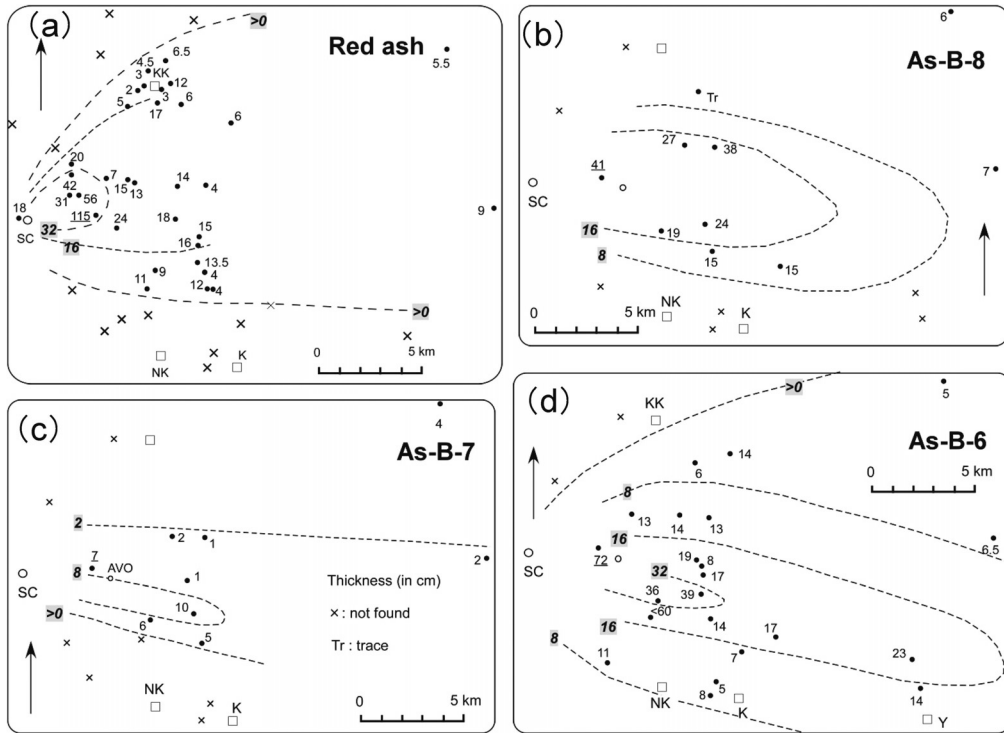 (a)
>0
Red ash
6.5
4.5
5.5
KK
3
12
2
3
5
17
6
6
20
7
14
42
15
13
4
31
56
18
115
24
18
9
SC
32
16
15
16
13.5
9
4
11
12
4
>0
0
5 km
NK
K
(b)
6
As-B-8
Tr
27
38
41
7
SC
16
19
24
8
15
15
0
5 km
NK
K
(c)
4
As-B-7
2
2
1
2
7
AVO
8
1
SC
>0
10
6
5
Thickness (in cm)
× : not found
Tr : trace
NK
K
0
5 km
(d)
KK
>0
5
As-B-6
14
6
0
5 km
8
13
14
13
16
6.5
72
19
8
SC
32
17
36
39
<60
16
14
8
17
11
7
23
5
14
8
NK
K
Y